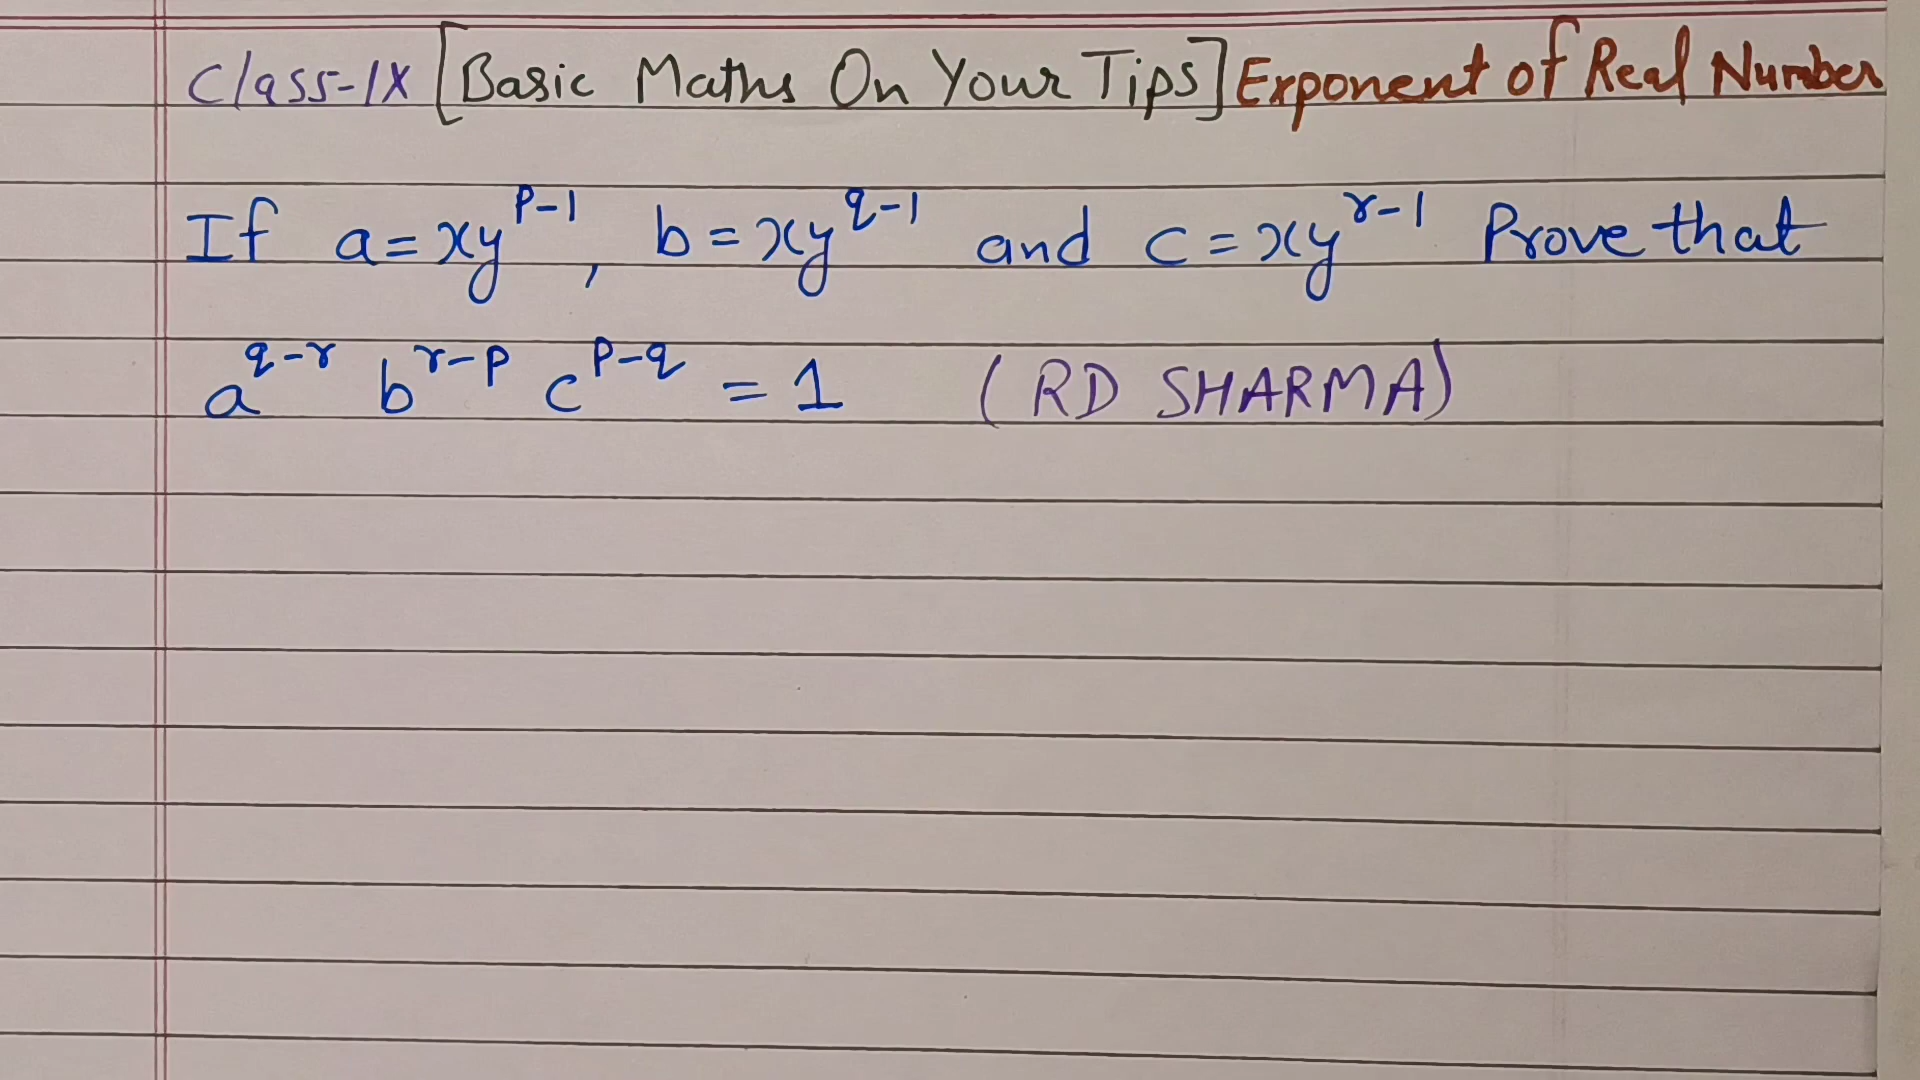 Class-IX [Basic Maths On Your Tips] Exponent of Real Number
If a=xy^{p-1}, b=xy^{q-1} and c=xy^{r-1} Prove that
a^{q-r} b^{r-p} c^{p-q} = 1 (RD SHARMA)